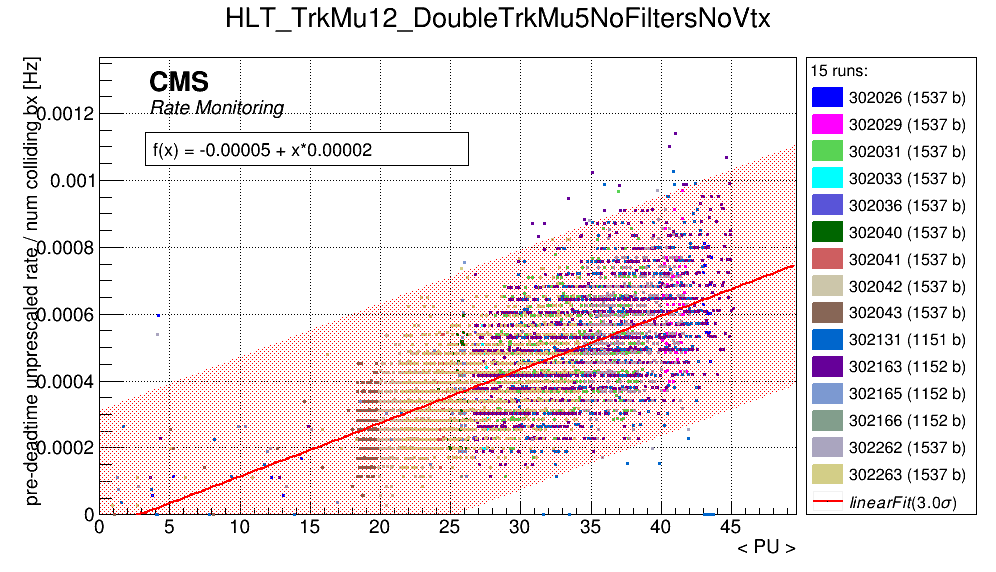 HLT_TrkMu12_DoubleTrkMu5NoFiltersNoVtx
pre-deadtime unprescaled rate / num colliding bx [Hz]
CMS
Rate Monitoring
f(x) = -0.00005 + x*0.00002
0.0012
0.001
0.0008
0.0006
0.0004
0.0002
0
0 5 10 15 20 25 30 35 40 45
< PU >
15 runs:
302026 (1537 b)
302029 (1537 b)
302031 (1537 b)
302033 (1537 b)
302036 (1537 b)
302040 (1537 b)
302041 (1537 b)
302042 (1537 b)
302043 (1537 b)
302131 (1151 b)
302163 (1152 b)
302165 (1152 b)
302166 (1152 b)
302262 (1537 b)
302263 (1537 b)
linearFit(3.0σ)